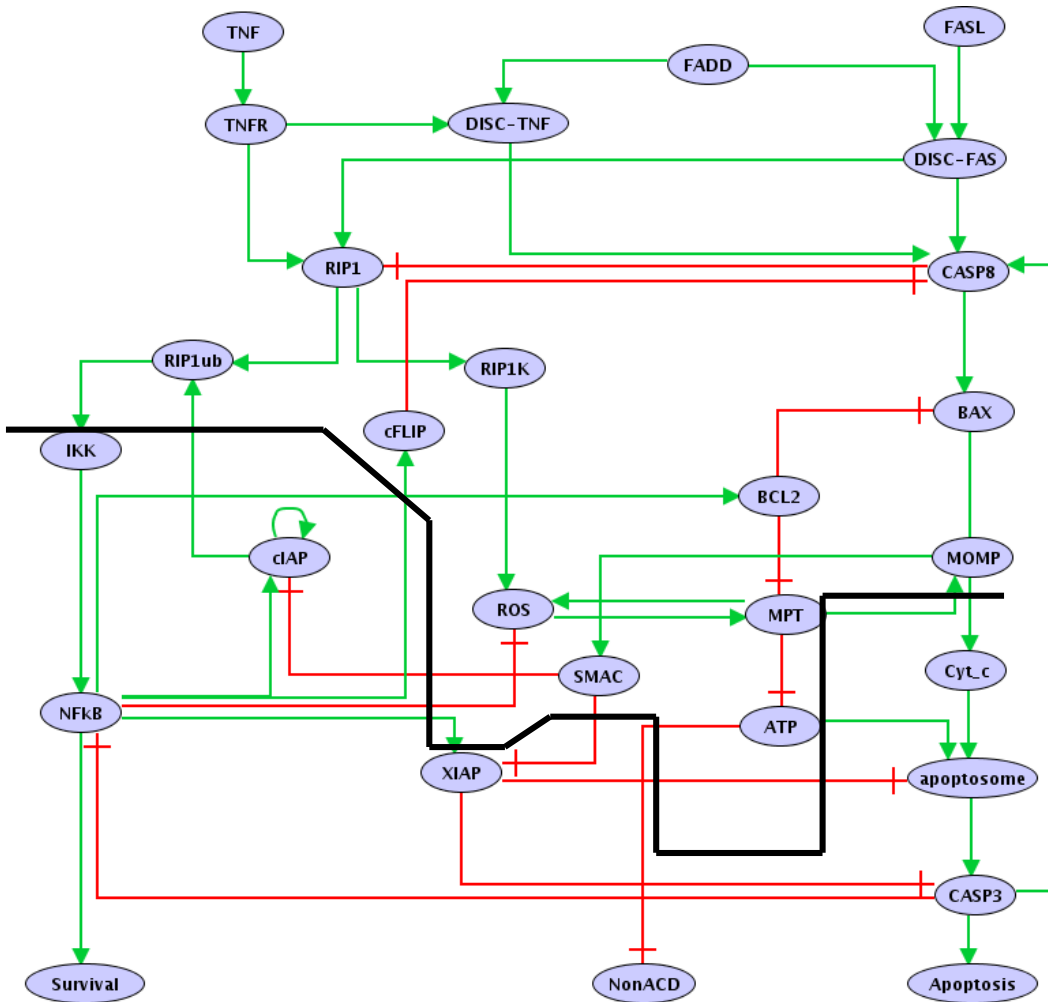 TNF
FASL
FADD
TNFR
DISC-TNF
DISC-FAS
RIP1
CASP8
RIP1ub
RIP1K
BAX
cFLIP
IKK
BCL2
cIAP
MOMP
ROS
MPT
SMAC
Cyt_c
NFkB
ATP
XIAP
apoptosome
CASP3
Survival
NonACD
Apoptosis